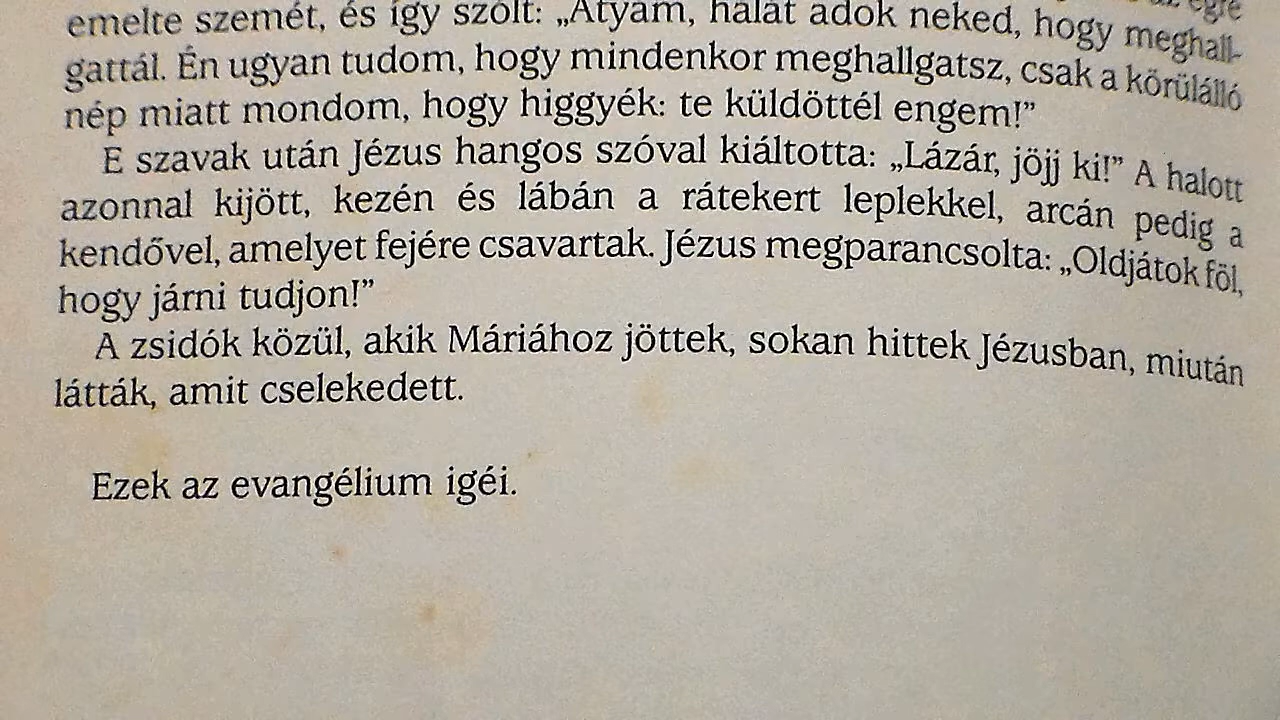 egre
emelte szemét, és így szólt: „Atyám, hálát adok neked, hogy meghall-
gattál. Én ugyan tudom, hogy mindenkor meghallgatsz, csak a körülálló
nép miatt mondom, hogy higgyék: te küldöttél engem!”
E szavak után Jézus hangos szóval kiáltotta: „Lázár, jöjj ki!” A halott
azonnal kijött, kezén és lábán a rátekert leplekkel, arcán pedig a
kendővel, amelyet fejére csavartak. Jézus megparancsolta: „Oldjátok föl,
hogy járni tudjon!”
A zsidók közül, akik Máriához jöttek, sokan hittek Jézusban, miután
látták, amit cselekedett.
Ezek az evangélium igéi.